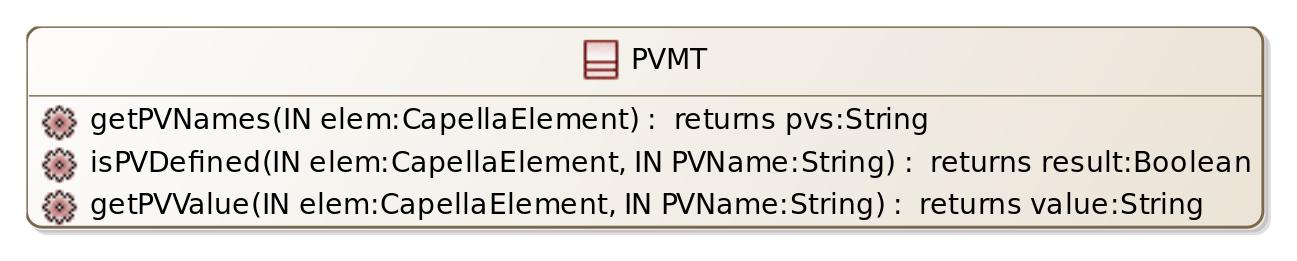 PVMT
getPVNames(IN elem:CapellaElement) :  returns pvs:String
isPVDefined(IN elem:CapellaElement, IN PVName:String) :  returns result:Boolean
getPVValue(IN elem:CapellaElement, IN PVName:String) :  returns value:String